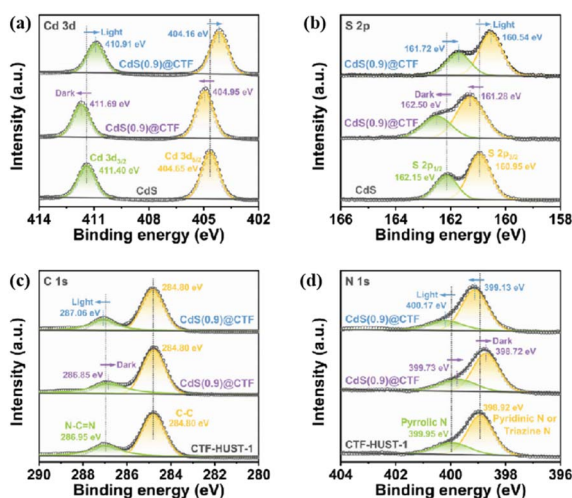 (a)
Cd 3d
Light
410.91 eV
404.16 eV
CdS(0.9)@CTF
Dark
411.69 eV
404.95 eV
CdS(0.9)@CTF
Cd 3d3/2
411.40 eV
Cd 3d5/2
404.65 eV
CdS
Intensity (a.u.)
414 411 408 405 402
Binding energy (eV)
(b)
S 2p
Light
161.72 eV
160.54 eV
CdS(0.9)@CTF
Dark
162.50 eV
161.28 eV
CdS(0.9)@CTF
S 2p1/2
162.15 eV
S 2p3/2
160.95 eV
CdS
Intensity (a.u.)
166 164 162 160 158
Binding energy (eV)
(c)
C 1s
Light
287.06 eV
284.80 eV
CdS(0.9)@CTF
Dark
286.85 eV
284.80 eV
CdS(0.9)@CTF
N-C=N
286.95 eV
C-C
284.80 eV
CTF-HUST-1
Intensity (a.u.)
290 288 286 284 282 280
Binding energy (eV)
(d)
N 1s
Light
400.17 eV
399.13 eV
CdS(0.9)@CTF
Dark
399.73 eV
398.72 eV
CdS(0.9)@CTF
Pyrrolic N
399.95 eV
398.92 eV
Pyridinic N or
Triazine N
CTF-HUST-1
Intensity (a.u.)
404 402 400 398 396
Binding energy (eV)